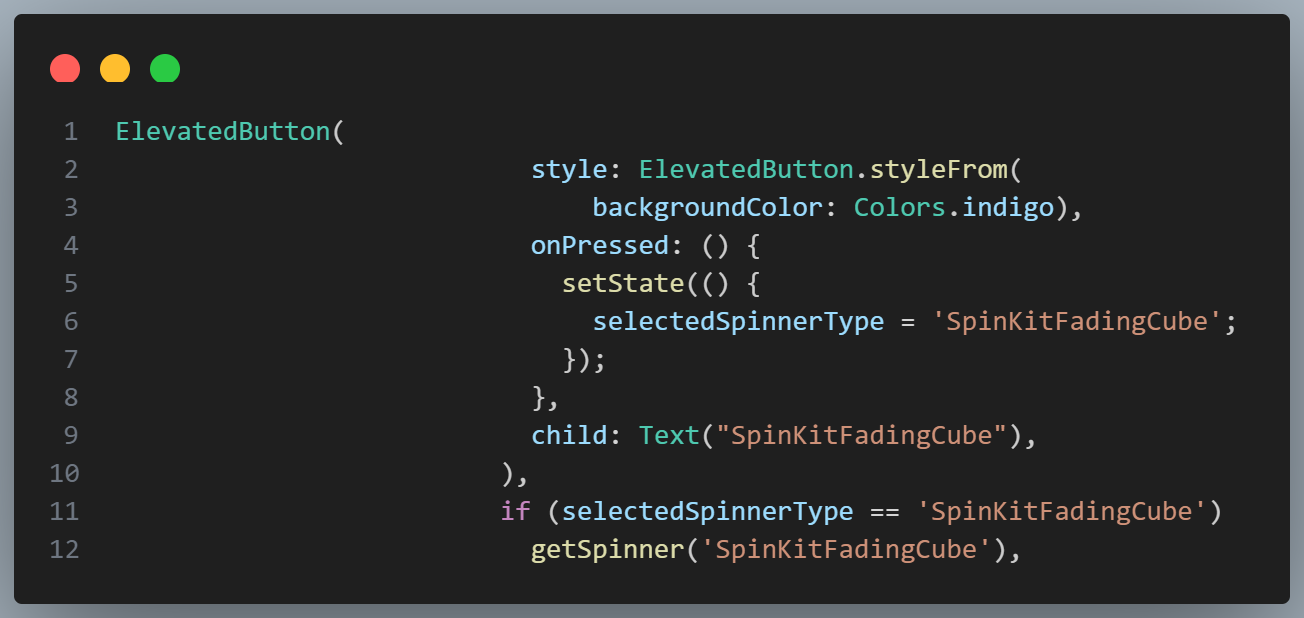 1 ElevatedButton(
2 style: ElevatedButton.styleFrom(
3 backgroundColor: Colors.indigo),
4 onPressed: () {
5 setState(() {
6 selectedSpinnerType = 'SpinKitFadingCube';
7 });
8 },
9 child: Text("SpinKitFadingCube"),
10 ),
11 if (selectedSpinnerType == 'SpinKitFadingCube')
12 getSpinner('SpinKitFadingCube'),